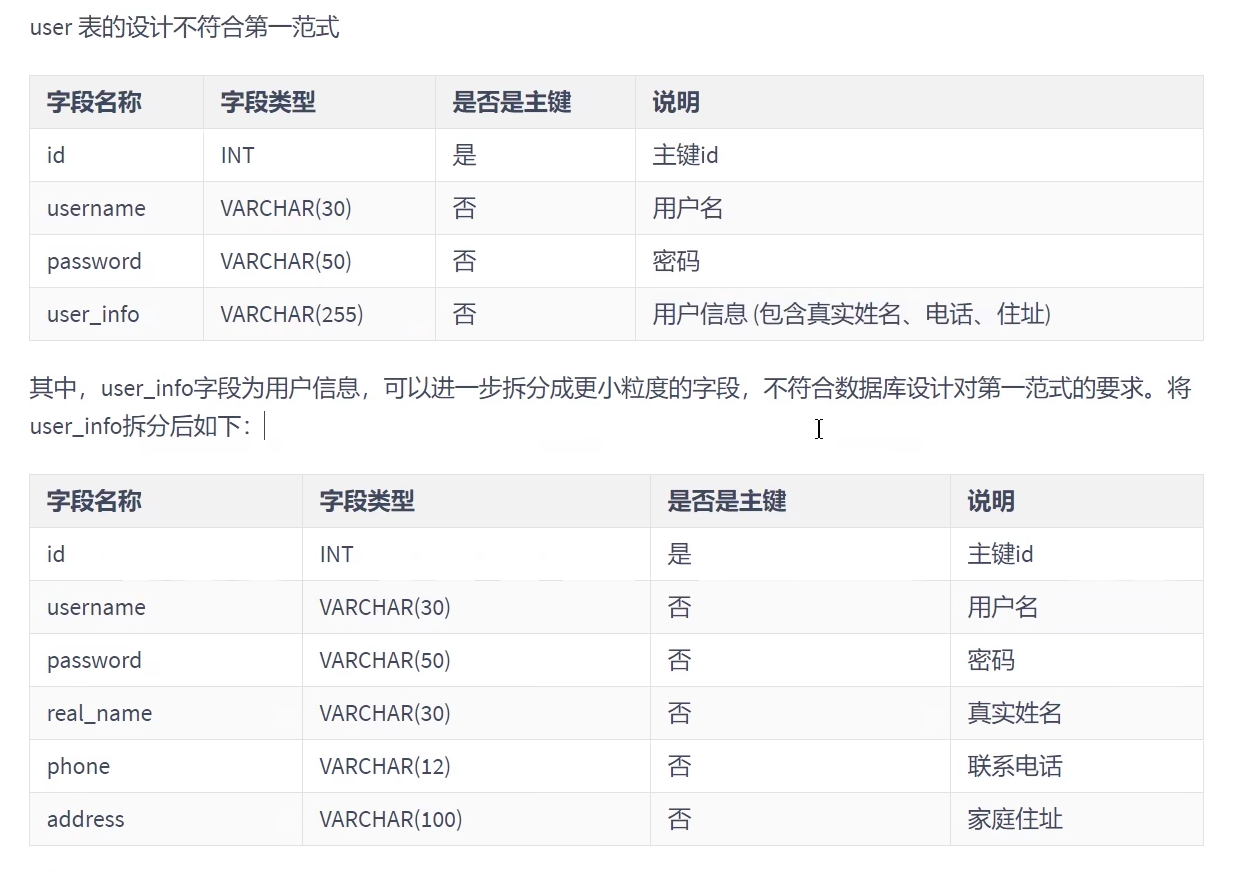 user 表的设计不符合第一范式
字段名称 字段类型 是否是主键 说明
id INT 是 主键id
username VARCHAR(30) 否 用户名
password VARCHAR(50) 否 密码
user_info VARCHAR(255) 否 用户信息 (包含真实姓名、电话、住址)
其中，user_info字段为用户信息，可以进一步拆分成更小粒度的字段，不符合数据库设计对第一范式的要求。将
user_info拆分后如下：
字段名称 字段类型 是否是主键 说明
id INT 是 主键id
username VARCHAR(30) 否 用户名
password VARCHAR(50) 否 密码
real_name VARCHAR(30) 否 真实姓名
phone VARCHAR(12) 否 联系电话
address VARCHAR(100) 否 家庭住址